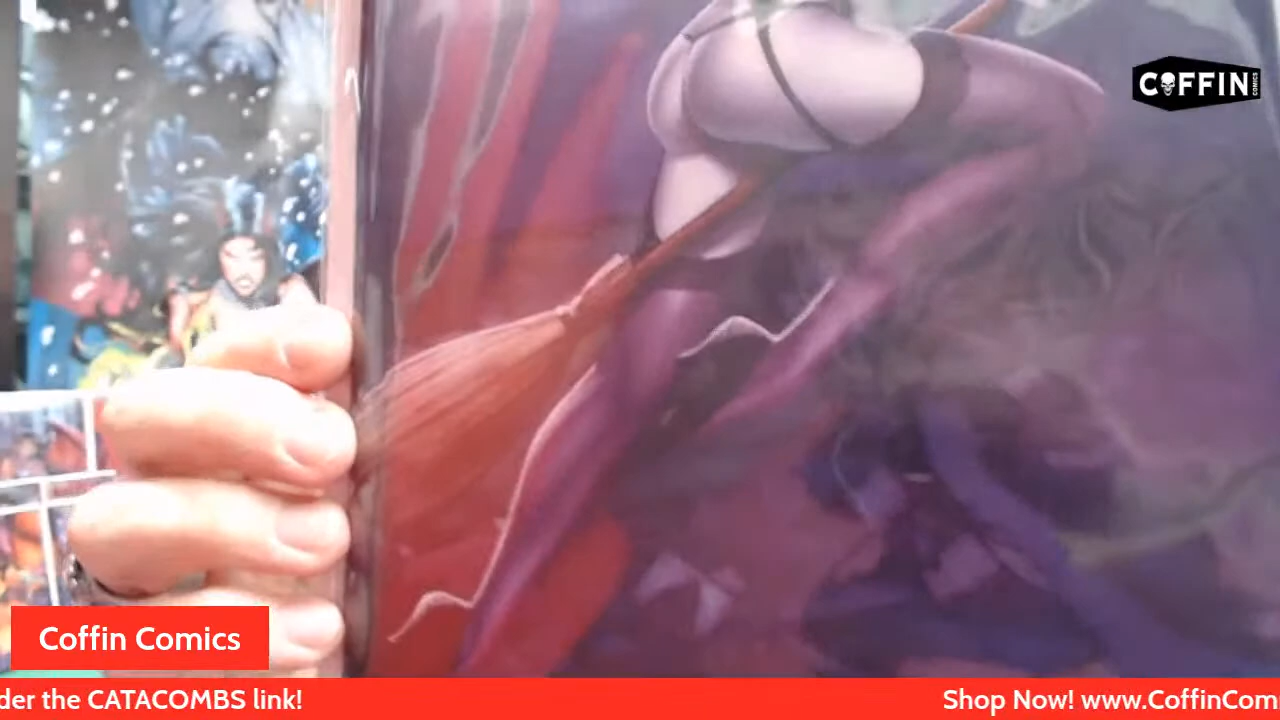 COFFIN
COMICS
Coffin Comics
der the CATACOMBS link!
Shop Now! www.CoffinCom